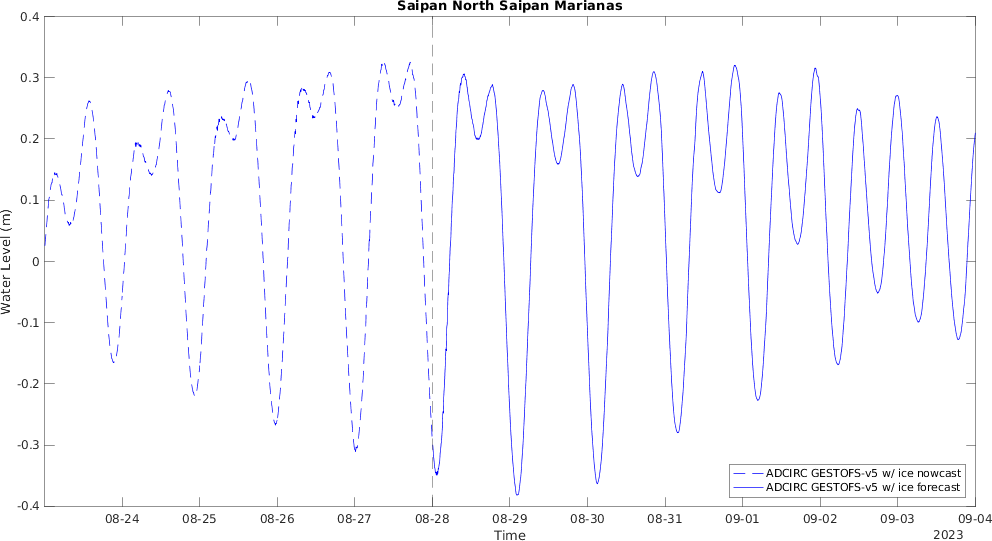 Saipan North Saipan Marianas
0.4
0.3
0.2
0.1
0
-0.1
-0.2
-0.3
-0.4
Water Level (m)
ADCIRC GESTOFS-v5 w/ ice nowcast
ADCIRC GESTOFS-v5 w/ ice forecast
08-24 08-25 08-26 08-27 08-28 08-29 08-30 08-31 09-01 09-02 09-03 09-04
Time
2023